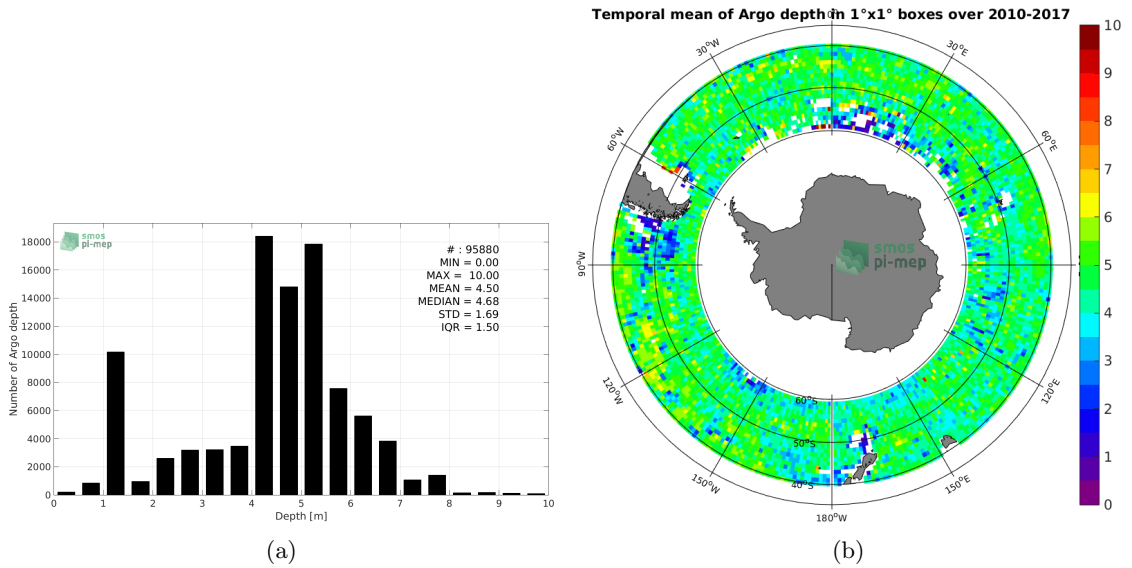 Temporal mean of Argo depth in 1°x1° boxes over 2010-2017
smos
pi-mep
# : 95880
MIN = 0.00
MAX = 10.00
MEAN = 4.50
MEDIAN = 4.68
STD = 1.69
IQR = 1.50
Number of Argo depth
18000
16000
14000
12000
10000
8000
6000
4000
2000
0
0 1 2 3 4 5 6 7 8 9 10
Depth [m]
(a)
0°
30°W
30°E
60°W
60°E
90°W
120°W
120°E
150°W
150°E
180°W
60°S
50°S
40°S
smos
pi-mep
10
9
8
7
6
5
4
3
2
1
0
(b)